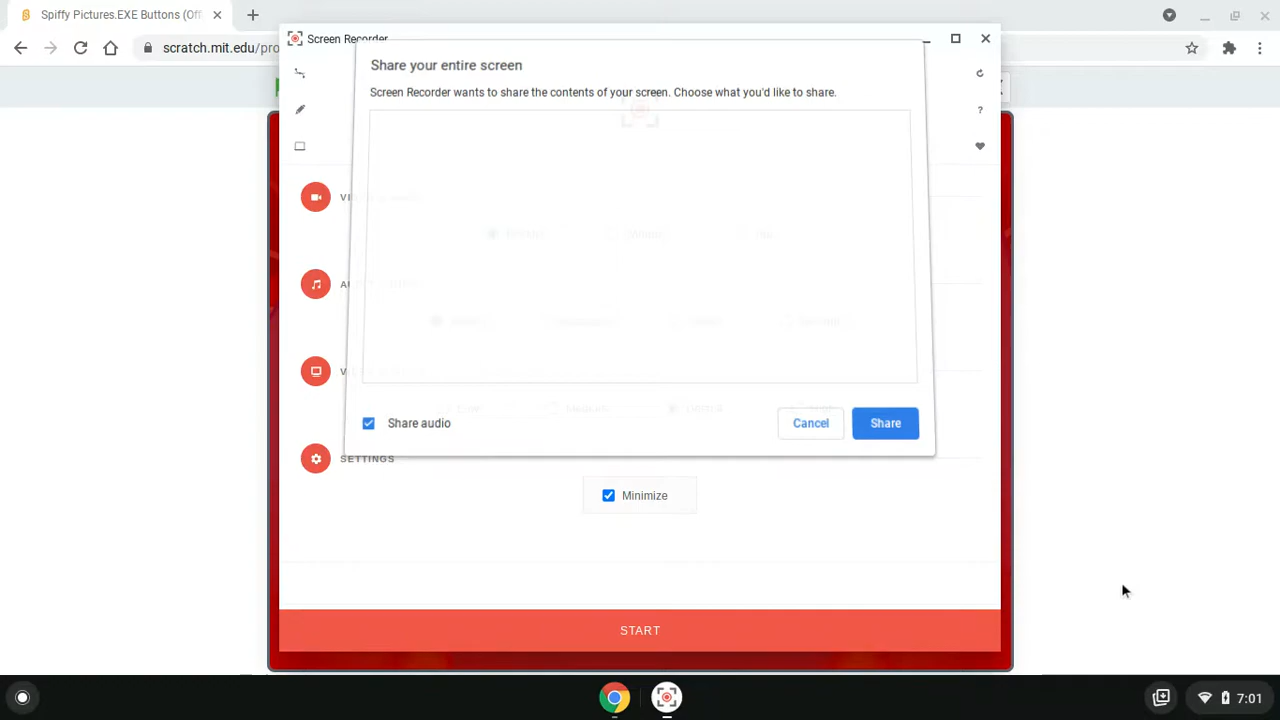 Spiffy Pictures.EXE Buttons (Off
scratch.mit.edu/pro
Screen Recorder
Share your entire screen
Screen Recorder wants to share the contents of your screen. Choose what you'd like to share.
?
Share audio
Cancel
Share
SETTINGS
Minimize
START
7:01